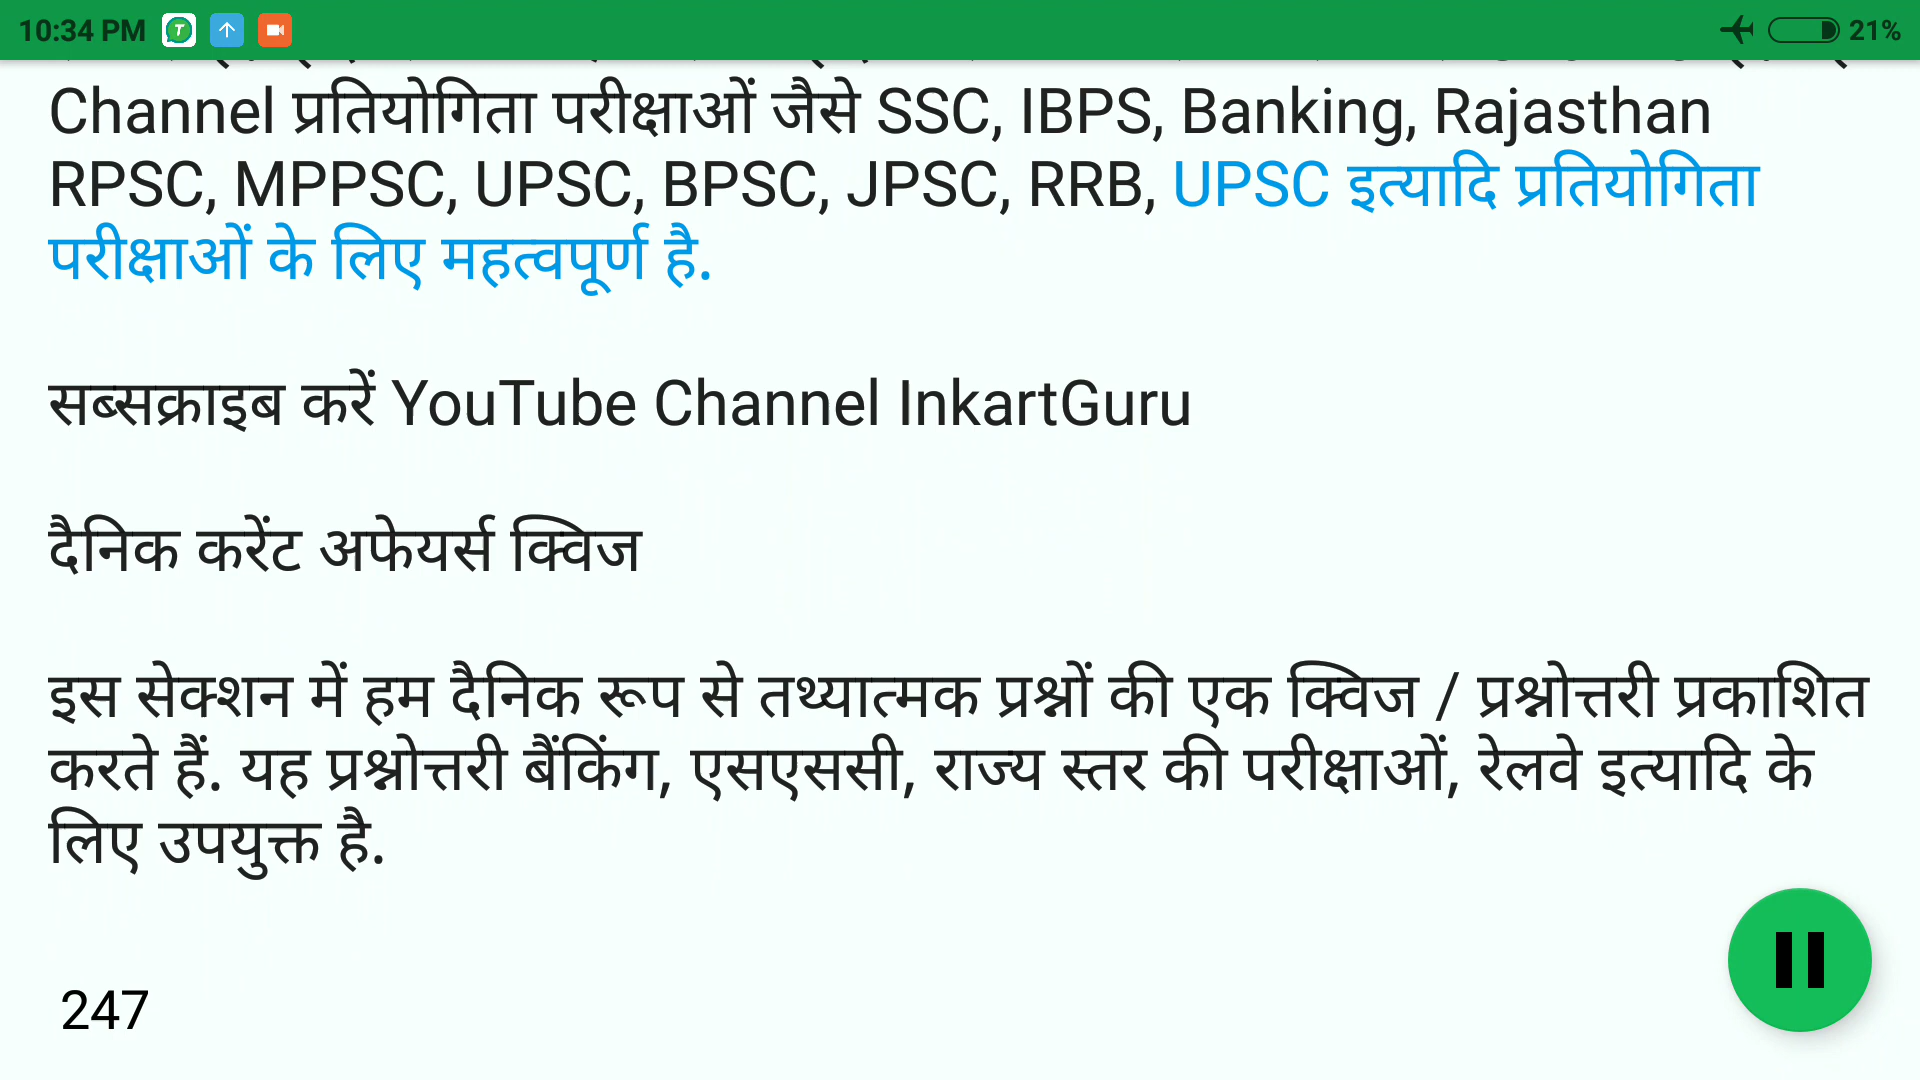 10:34 PM
21%
Channel प्रतियोगिता परीक्षाओं जैसे SSC, IBPS, Banking, Rajasthan
RPSC, MPPSC, UPSC, BPSC, JPSC, RRB, UPSC इत्यादि प्रतियोगिता
परीक्षाओं के लिए महत्वपूर्ण है.
सब्सक्राइब करें YouTube Channel InkartGuru
दैनिक करेंट अफेयर्स क्विज
इस सेक्शन में हम दैनिक रूप से तथ्यात्मक प्रश्नों की एक क्विज / प्रश्नोत्तरी प्रकाशित
करते हैं. यह प्रश्नोत्तरी बैंकिंग, एसएससी, राज्य स्तर की परीक्षाओं, रेलवे इत्यादि के
लिए उपयुक्त है.
247